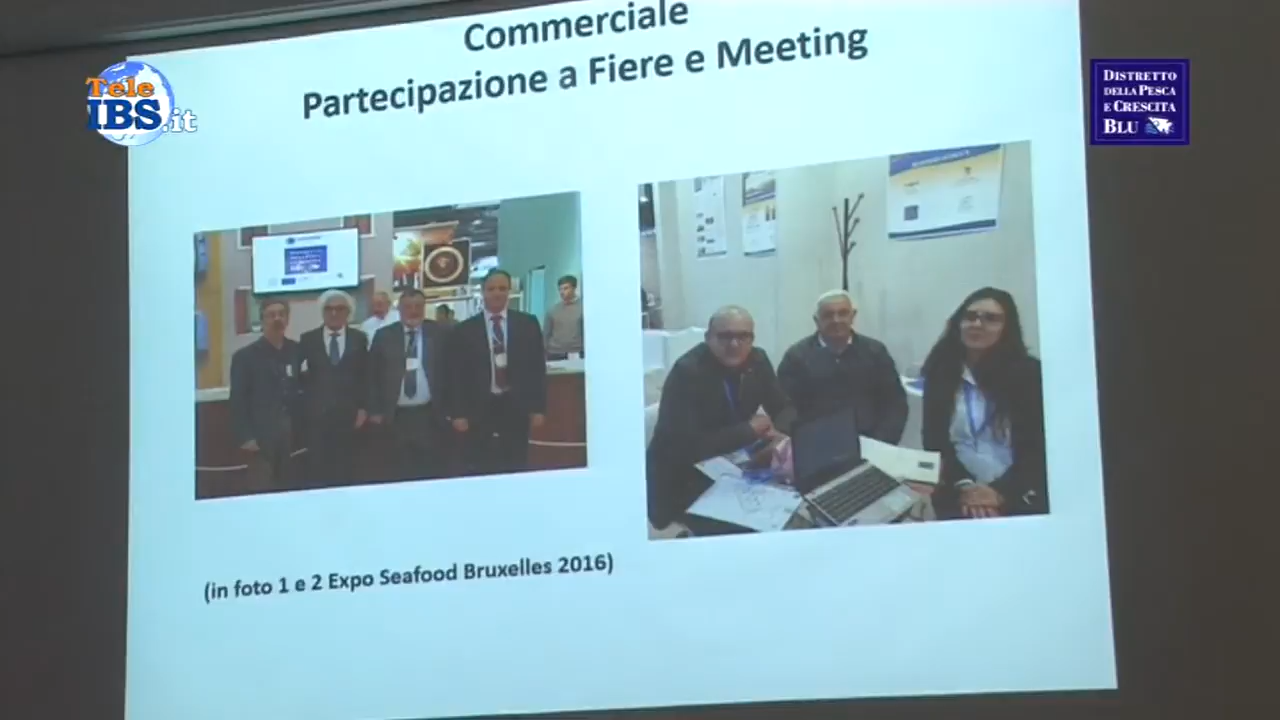 Commerciale
Partecipazione a Fiere e Meeting
Tele
IBS.it
DISTRETTO
DELLA PESCA
E CRESCITA
BLU
(in foto 1 e 2 Expo Seafood Bruxelles 2016)